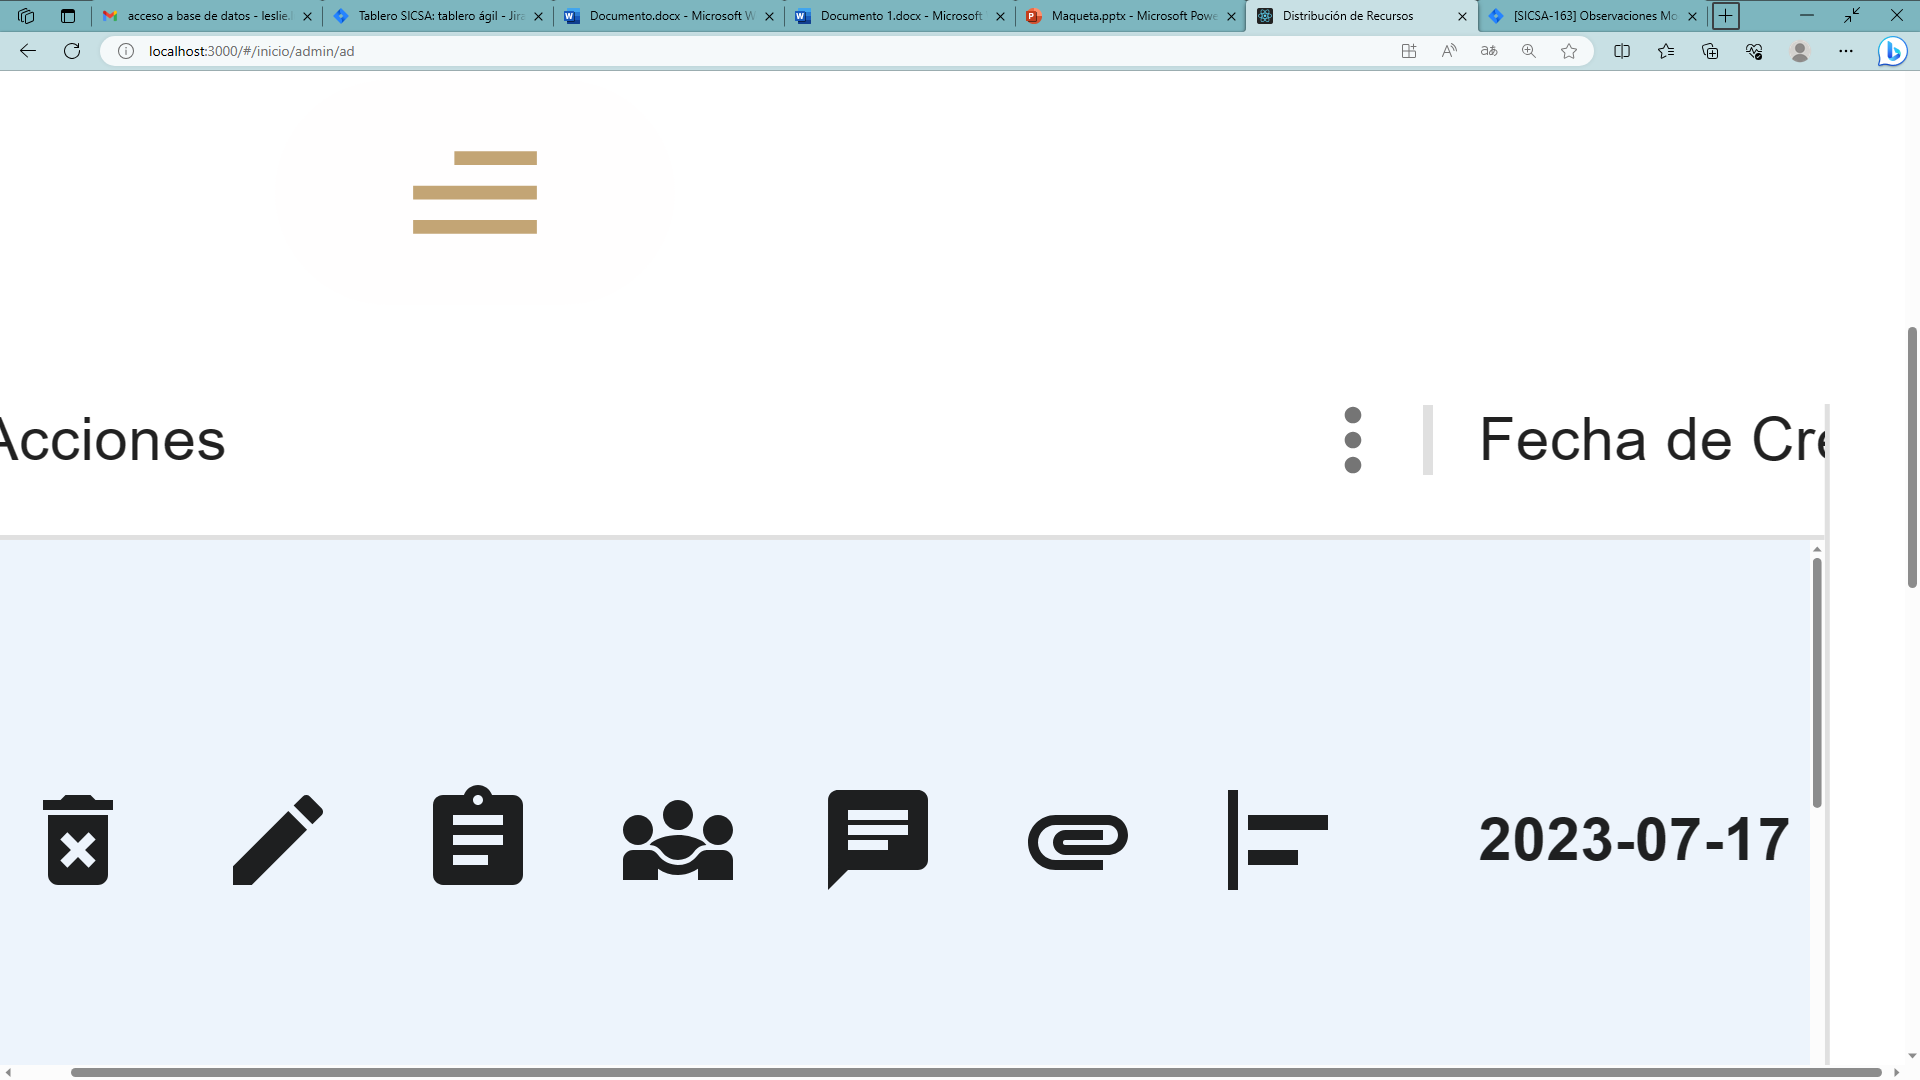 acceso a base de datos - leslie.
Tablero SICSA: tablero ágil - Jira
Documento.docx - Microsoft W
Documento 1.docx - Microsoft
Maqueta.pptx - Microsoft Powe
Distribución de Recursos
[SICSA-163] Observaciones Mo
localhost:3000/#/inicio/admin/ad
Acciones
Fecha de Cre
2023-07-17